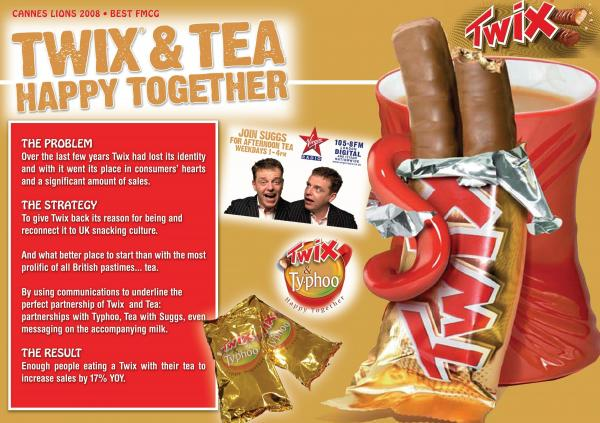 CANNES LIONS 2008 • BEST FMCG
TWIX® & TEA
HAPPY TOGETHER
THE PROBLEM
Over the last few years Twix had lost its identity
and with it went its place in consumers' hearts
and a significant amount of sales.
THE STRATEGY
To give Twix back its reason for being and
reconnect it to UK snacking culture.
And what better place to start than with the most
prolific of all British pastimes... tea.
By using communications to underline the
perfect partnership of Twix and Tea:
partnerships with Typhoo, Tea with Suggs, even
messaging on the accompanying milk.
THE RESULT
Enough people eating a Twix with their tea to
increase sales by 17% YOY.
JOIN SUGGS
FOR AFTERNOON TEA
WEEKDAYS 1-4PM
Virgin
RADIO
105·8FM
DIGITAL
NATIONWIDE
Twix
&
Typhoo
Happy Together
Twix
&
Typhoo
Twix
&
Typhoo
Twix
TWIX